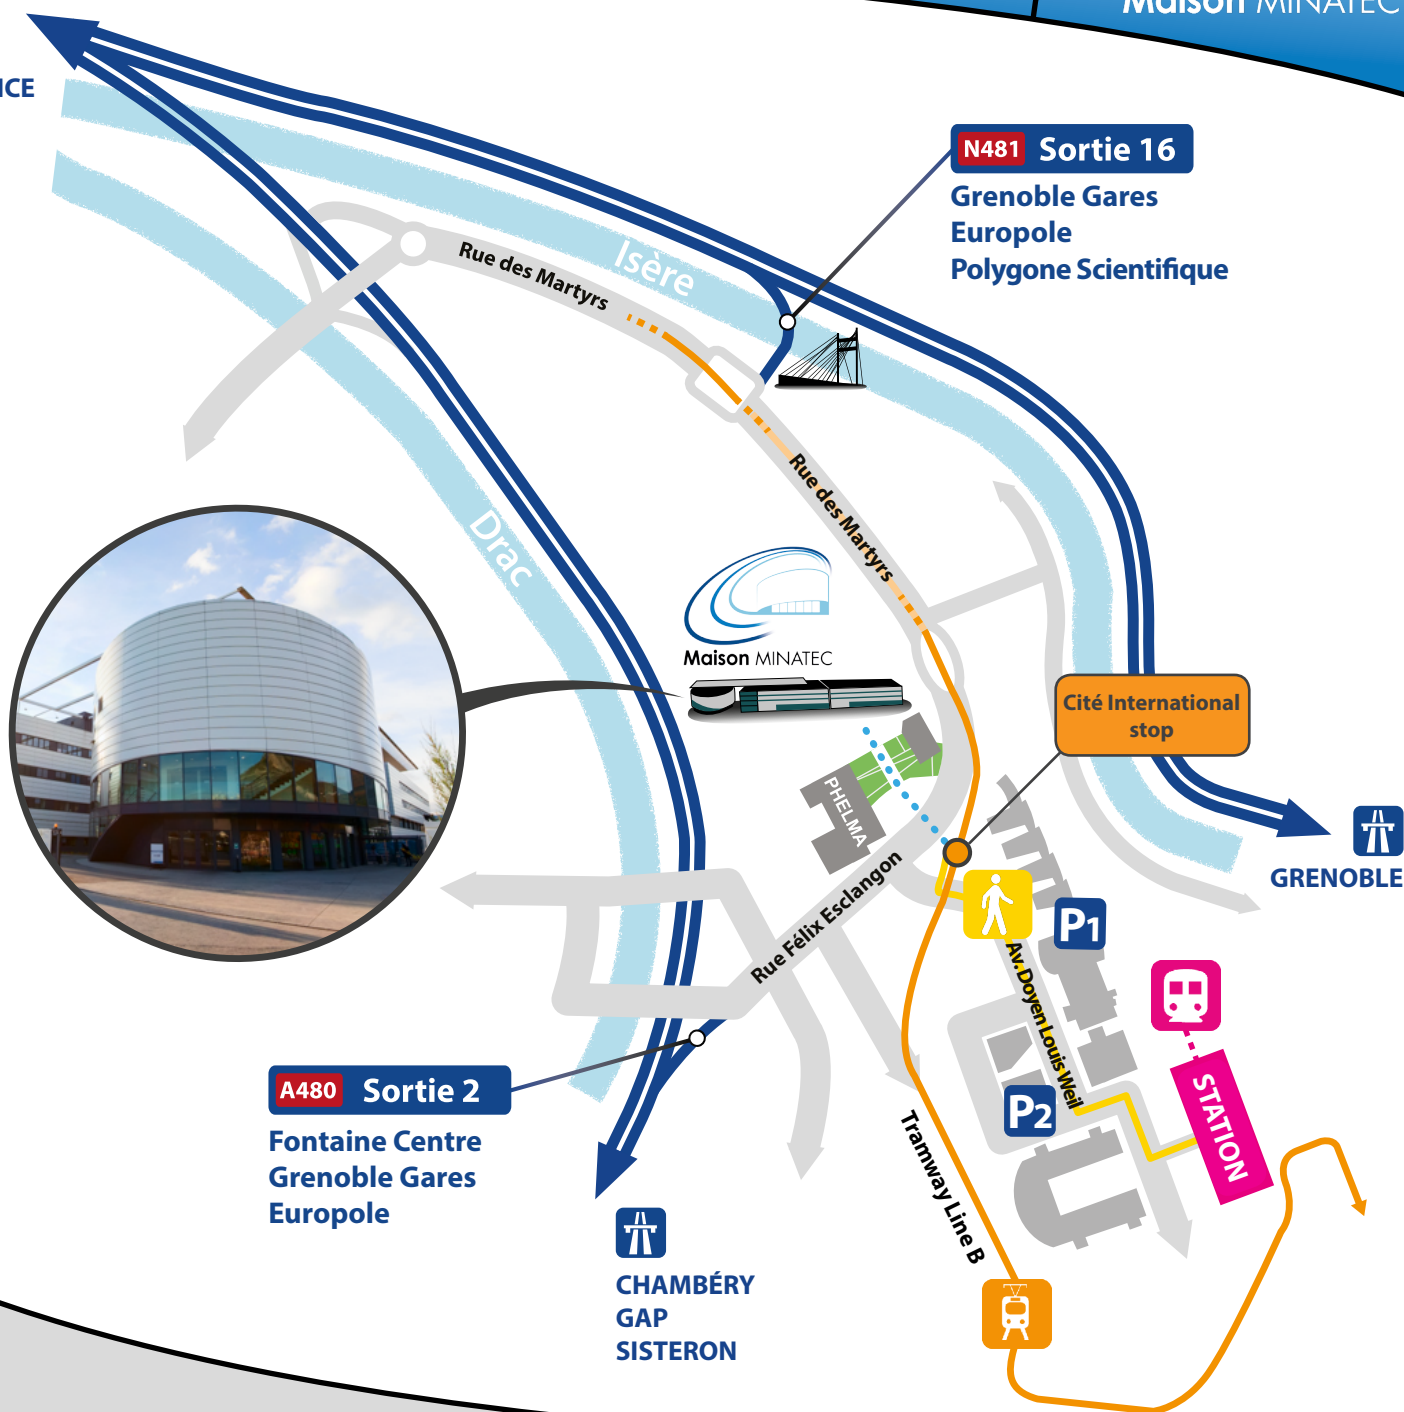 Maison MINATEC
N481 Sortie 16
Grenoble Gares
Europole
Polygone Scientifique
Isère
Rue des Martyrs
Rue des Martyrs
Drac
Maison MINATEC
Cité International
stop
PHELMA
GRENOBLE
Rue Félix Esclangon
P1
Av. Doyen Louis Weil
A480 Sortie 2
Fontaine Centre
Grenoble Gares
Europole
P2
STATION
Tramway Line B
CHAMBÉRY
GAP
SISTERON